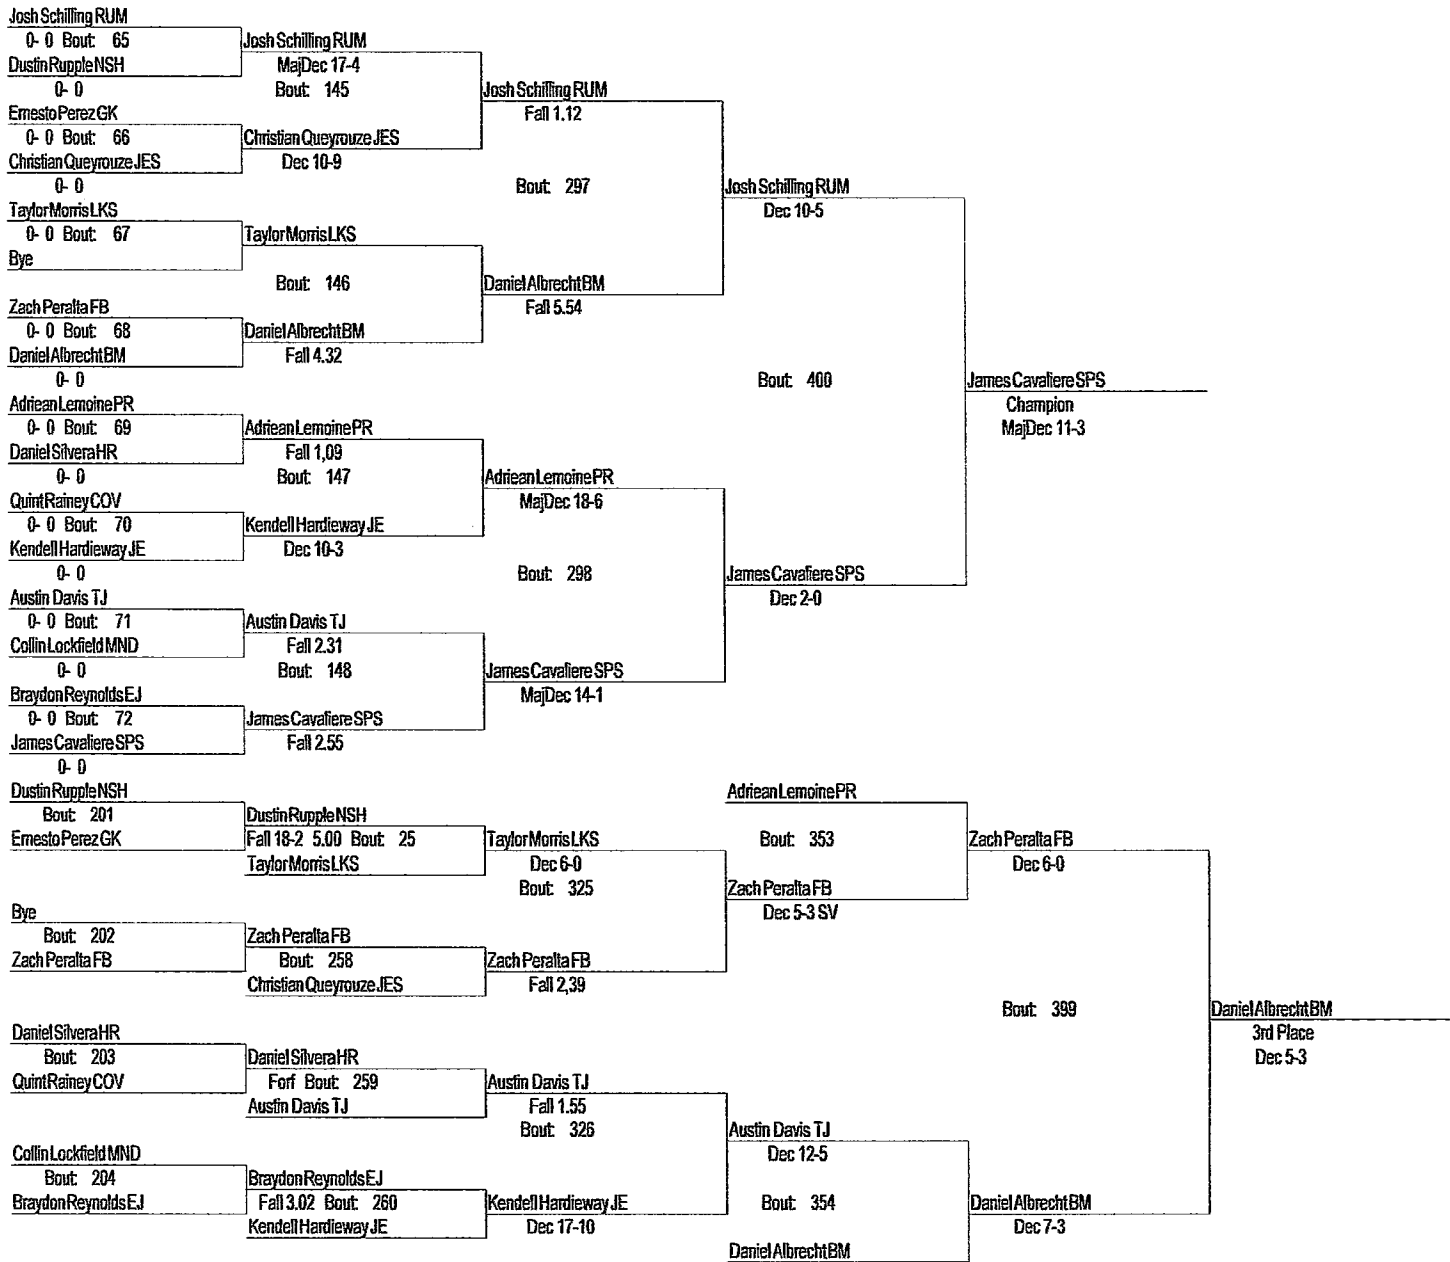 Josh Schilling RUM
0- 0 Bout: 65
Dustin Rupple NSH
0- 0
Ernesto Perez GK
0- 0 Bout: 66
Christian Queyrouze JES
0- 0
Taylor Morris LKS
0- 0 Bout: 67
Bye
Zach Peralta FB
0- 0 Bout: 68
Daniel Albrecht BM
0- 0
Adriean Lemoine PR
0- 0 Bout: 69
Daniel Silvera HR
0- 0
Quint Rainey COV
0- 0 Bout: 70
Kendell Hardieway JE
0- 0
Austin Davis TJ
0- 0 Bout: 71
Collin Lockfield MND
0- 0
Braydon Reynolds EJ
0- 0 Bout: 72
James Cavaliere SPS
0- 0
Josh Schilling RUM
MajDec 17-4
Bout: 145
Christian Queyrouze JES
Dec 10-9
Taylor Morris LKS
Bout: 146
Daniel Albrecht BM
Fall 4.32
Adriean Lemoine PR
Fall 1,09
Bout: 147
Kendell Hardieway JE
Dec 10-3
Austin Davis TJ
Fall 2.31
Bout: 148
James Cavaliere SPS
Fall 2.55
Josh Schilling RUM
Fall 1.12
Bout: 297
Daniel Albrecht BM
Fall 5.54
Adriean Lemoine PR
MajDec 18-6
Bout: 298
James Cavaliere SPS
MajDec 14-1
Josh Schilling RUM
Dec 10-5
Bout: 400
James Cavaliere SPS
Dec 2-0
James Cavaliere SPS
Champion
MajDec 11-3
Dustin Rupple NSH
Bout: 201
Ernesto Perez GK
Bye
Bout: 202
Zach Peralta FB
Daniel Silvera HR
Bout: 203
Quint Rainey COV
Collin Lockfield MND
Bout: 204
Braydon Reynolds EJ
Dustin Rupple NSH
Fall 18-2 5.00 Bout: 25
Taylor Morris LKS
Zach Peralta FB
Bout: 258
Christian Queyrouze JES
Daniel Silvera HR
Forf Bout: 259
Austin Davis TJ
Braydon Reynolds EJ
Fall 3.02 Bout: 260
Kendell Hardieway JE
Taylor Morris LKS
Dec 6-0
Bout: 325
Zach Peralta FB
Fall 2,39
Austin Davis TJ
Fall 1.55
Bout: 326
Kendell Hardieway JE
Dec 17-10
Adriean Lemoine PR
Bout: 353
Zach Peralta FB
Dec 5-3 SV
Austin Davis TJ
Dec 12-5
Bout: 354
Daniel Albrecht BM
Zach Peralta FB
Dec 6-0
Bout: 399
Daniel Albrecht BM
Dec 7-3
Daniel Albrecht BM
3rd Place
Dec 5-3